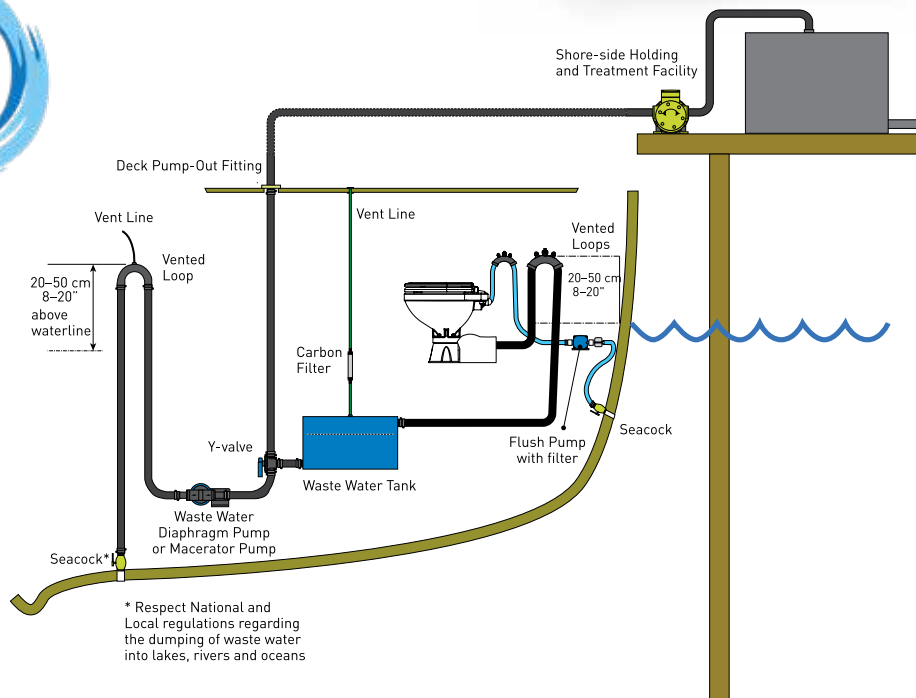 Shore-side Holding
and Treatment Facility
Deck Pump-Out Fitting
Vent Line
Vent Line
Vented
Loop
Vented
Loops
20–50 cm
8–20"
above
waterline
20–50 cm
8–20"
Carbon
Filter
Y-valve
Flush Pump
with filter
Seacock
Waste Water Tank
Waste Water
Diaphragm Pump
or Macerator Pump
Seacock*
* Respect National and
Local regulations regarding
the dumping of waste water
into lakes, rivers and oceans